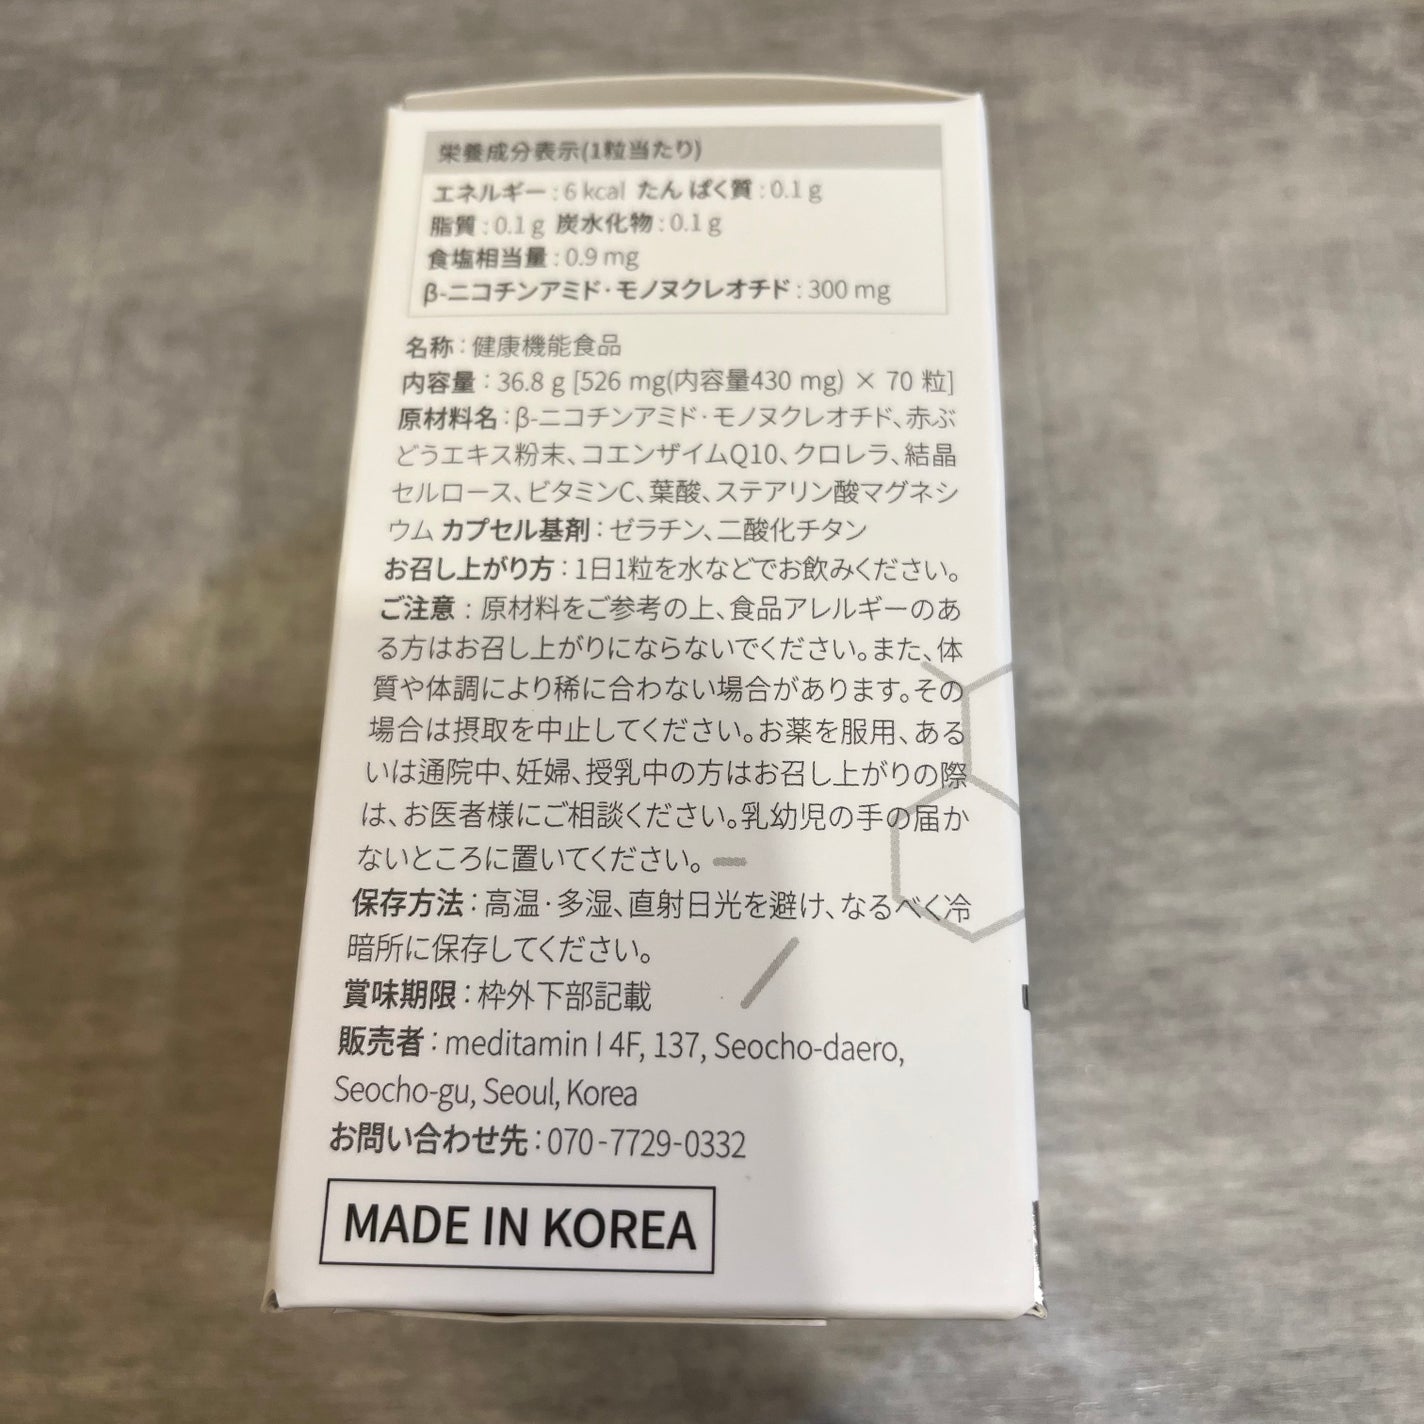 栄養成分表示(1粒当たり)
エネルギー : 6 kcal たんぱく質 : 0.1 g
脂質 : 0.1 g 炭水化物 : 0.1 g
食塩相当量 : 0.9 mg
β-ニコチンアミド・モノヌクレオチド : 300 mg
名称 : 健康機能食品
内容量 : 36.8 g [526 mg(内容量430 mg) × 70 粒]
原材料名 : β-ニコチンアミド・モノヌクレオチド、赤ぶ
どうエキス粉末、コエンザイムQ10、クロレラ、結晶
セルロース、ビタミンC、葉酸、ステアリン酸マグネシ
ウム カプセル基剤 : ゼラチン、二酸化チタン
お召し上がり方 : 1日1粒を水などでお飲みください。
ご注意 : 原材料をご参考の上、食品アレルギーのあ
る方はお召し上がりにならないでください。また、体
質や体調により稀に合わない場合があります。その
場合は摂取を中止してください。お薬を服用、ある
いは通院中、妊婦、授乳中の方はお召し上がりの際
は、お医者様にご相談ください。乳幼児の手の届か
ないところに置いてください。
保存方法 : 高温・多湿、直射日光を避け、なるべく冷
暗所に保存してください。
賞味期限 : 枠外下部記載
販売者 : meditamin I 4F, 137, Seocho-daero,
Seocho-gu, Seoul, Korea
お問い合わせ先 : 070-7729-0332
MADE IN KOREA